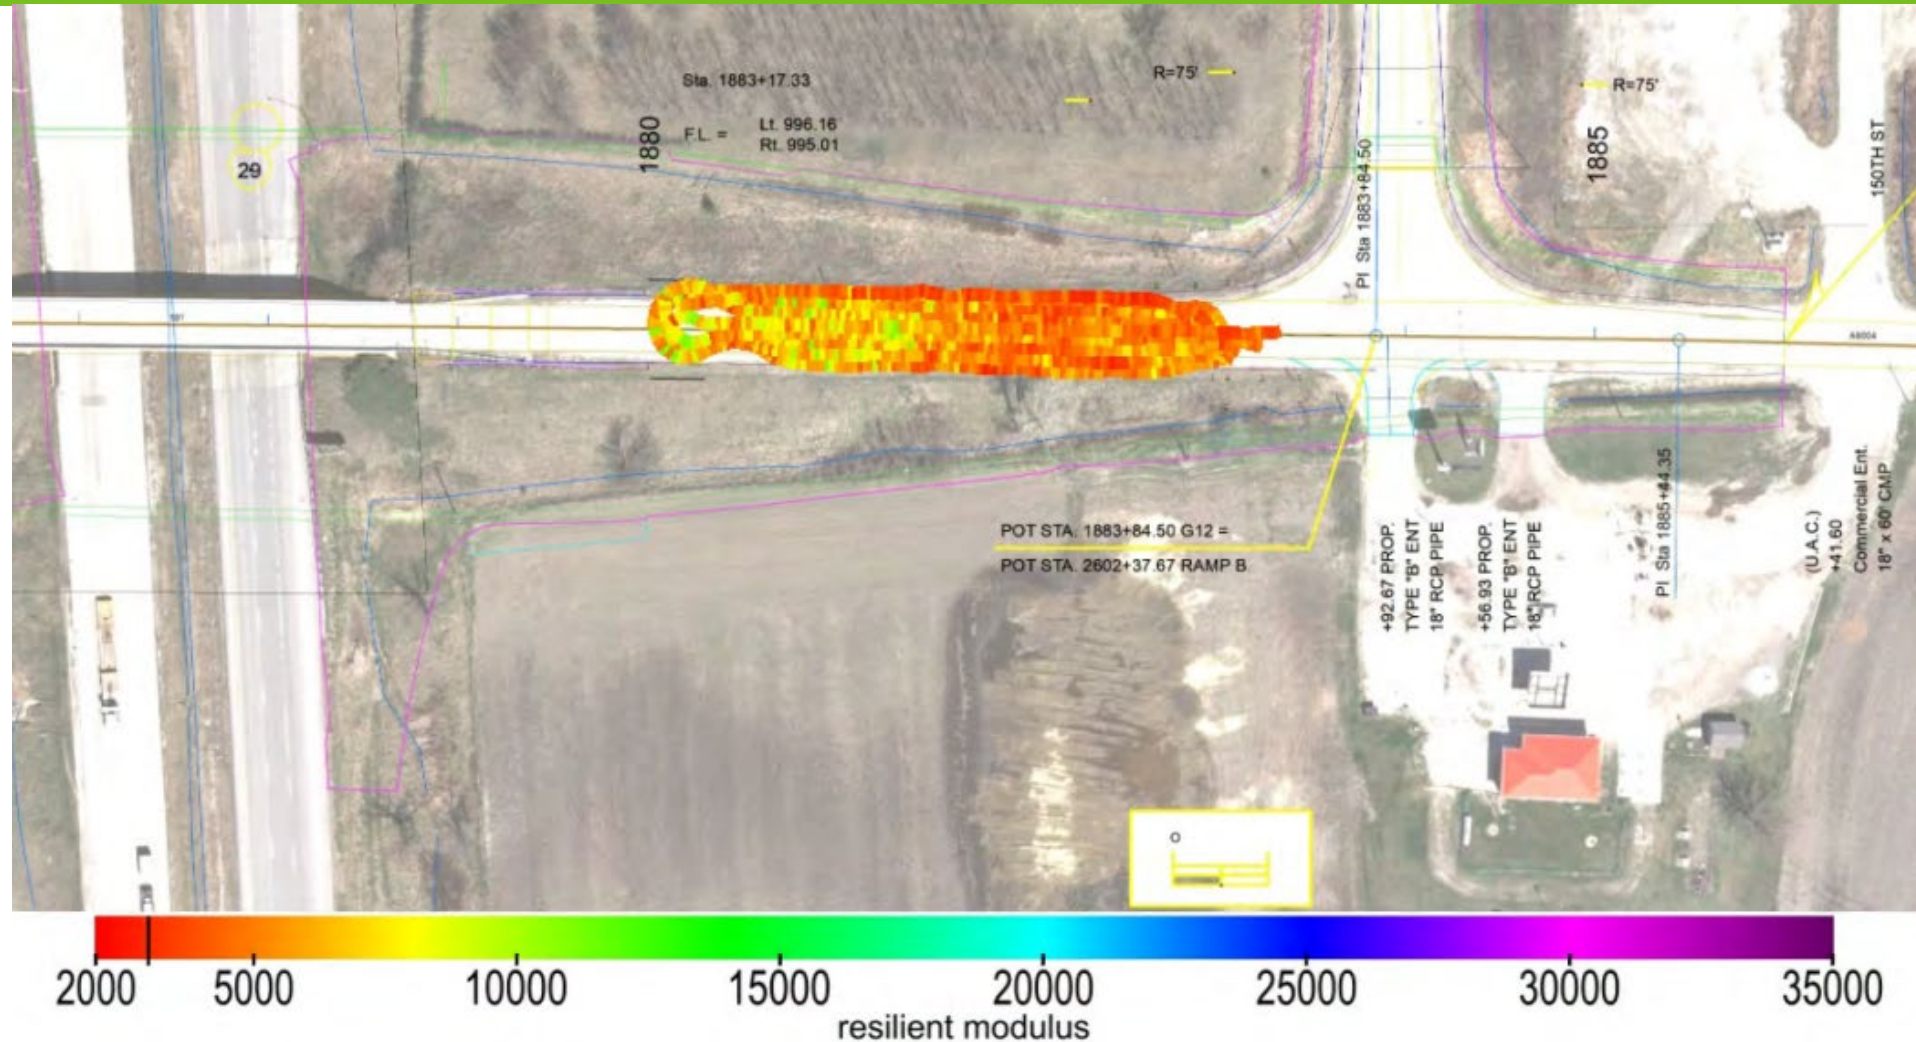 Sta. 1883+17.33
F.L. =
Lt. 996.16
Rt. 995.01
R=75'
R=75'
29
1880
1885
PI Sta 1883+84.50
150TH ST
POT STA. 1883+84.50 G12 =
POT STA. 2602+37.67 RAMP B
+92.67 PROP.
TYPE "B" ENT
18" RCP PIPE
+56.93 PROP.
TYPE "B" ENT
18" RCP PIPE
PI Sta 1885+44.35
(U.A.C.)
+41.60
Commercial Ent.
18" x 60' CMP
2000 5000 10000 15000 20000 25000 30000 35000
resilient modulus